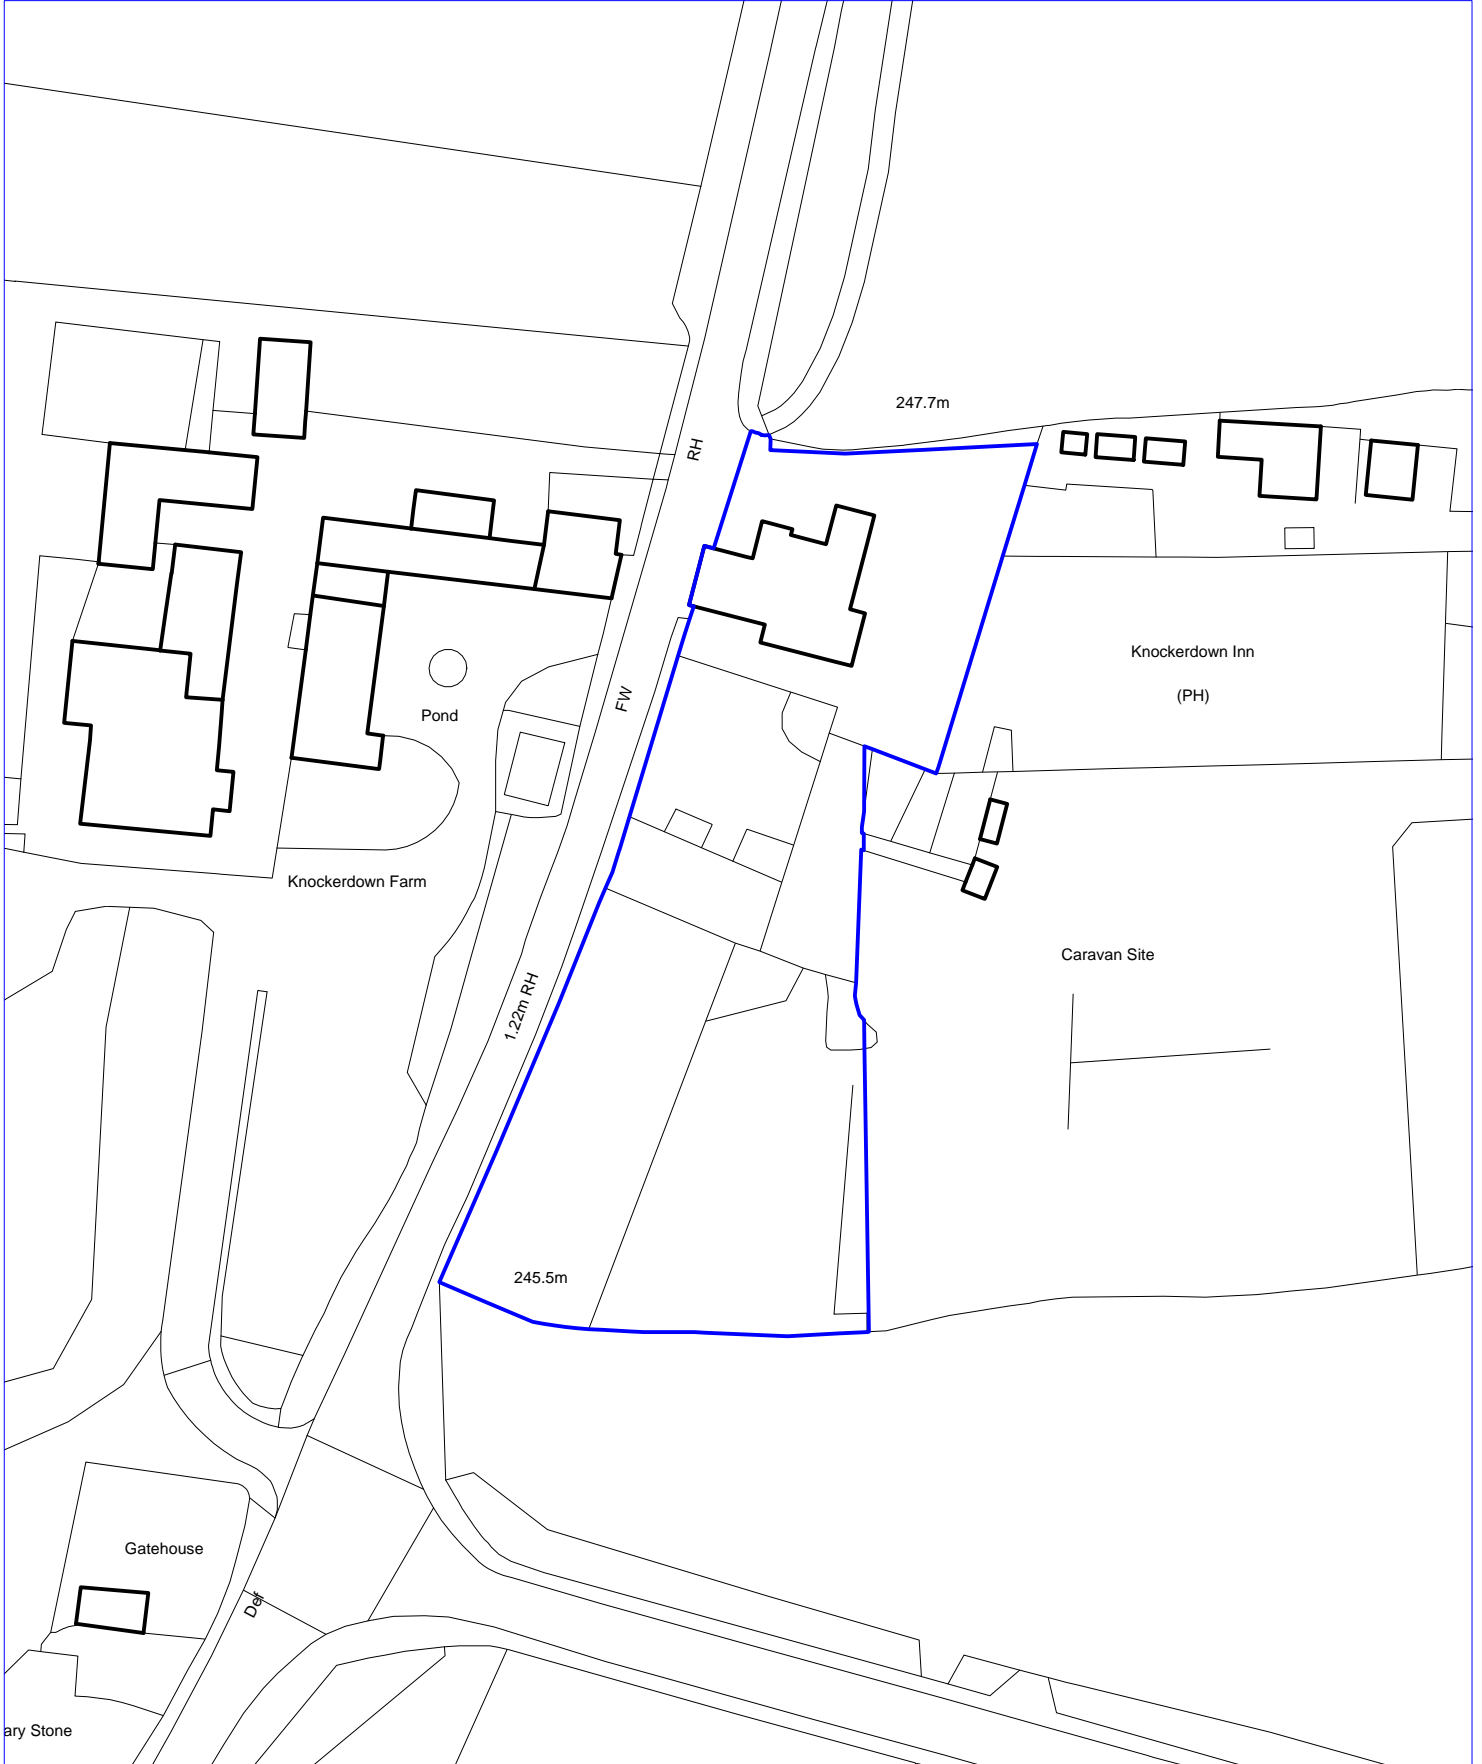 247.7m
RH
Knockerdown Inn
(PH)
FW
Pond
Knockerdown Farm
Caravan Site
1.22m RH
245.5m
Gatehouse
Def
ary Stone